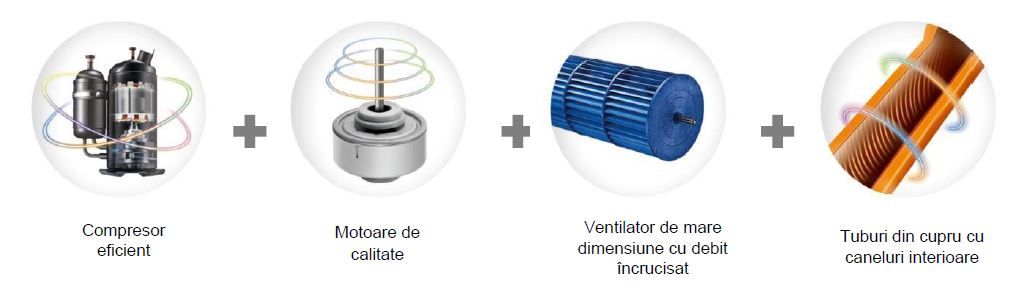 Compresor
eficient
Motoare de
calitate
Ventilator de mare
dimensiune cu debit
încrucisat
Tuburi din cupru cu
caneluri interioare